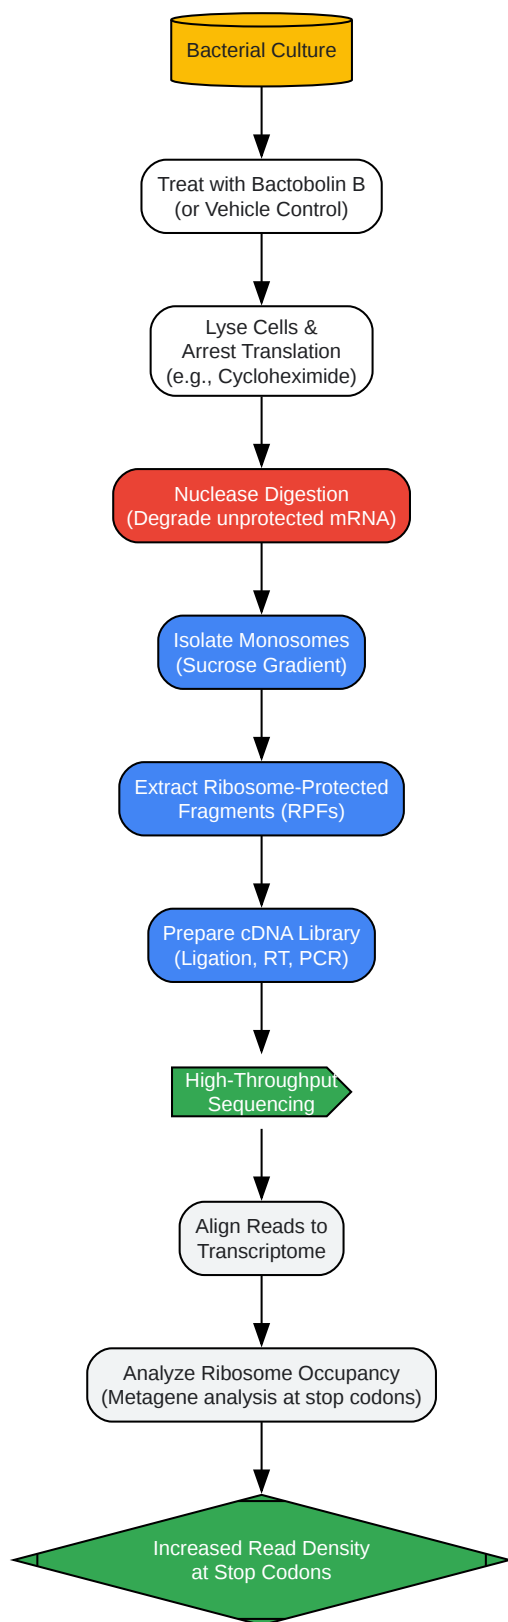 Bacterial Culture
Treat with Bactobolin B
(or Vehicle Control)
Lyse Cells &
Arrest Translation
(e.g., Cycloheximide)
Nuclease Digestion
(Degrade unprotected mRNA)
Isolate Monosomes
(Sucrose Gradient)
Extract Ribosome-Protected
Fragments (RPFs)
Prepare cDNA Library
(Ligation, RT, PCR)
High-Throughput
Sequencing
Align Reads to
Transcriptome
Analyze Ribosome Occupancy
(Metagene analysis at stop codons)
Increased Read Density
at Stop Codons